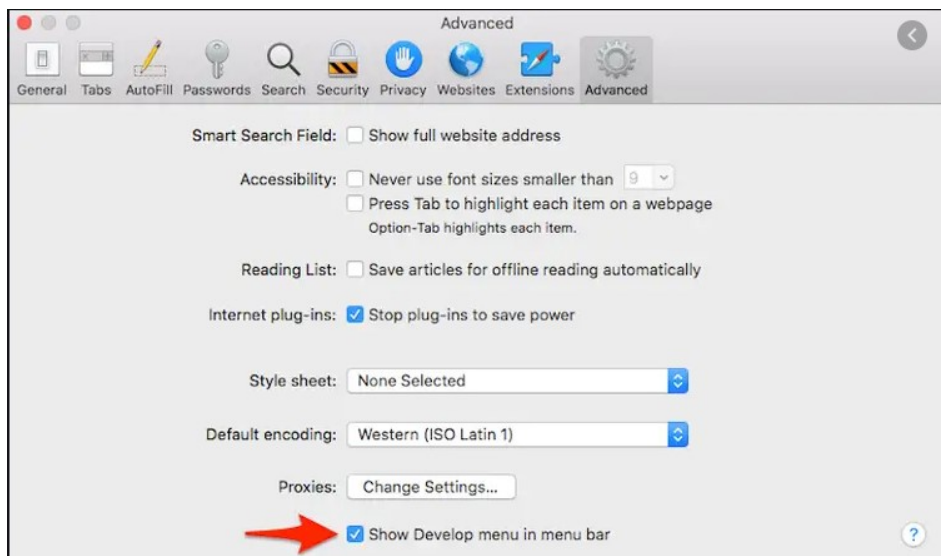 Advanced
General Tabs AutoFill Passwords Search Security Privacy Websites Extensions Advanced
Smart Search Field: Show full website address
Accessibility: Never use font sizes smaller than 9
Press Tab to highlight each item on a webpage
Option-Tab highlights each item.
Reading List: Save articles for offline reading automatically
Internet plug-ins: Stop plug-ins to save power
Style sheet: None Selected
Default encoding: Western (ISO Latin 1)
Proxies: Change Settings...
Show Develop menu in menu bar ?